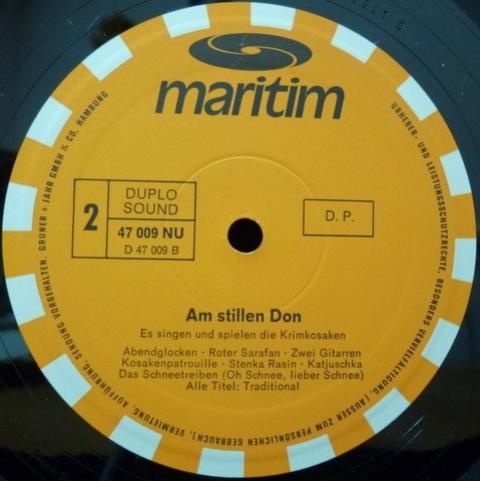 maritim
2
DUPLO
SOUND
47 009 NU
D 47 009 B
D. P.
Am stillen Don
Es singen und spielen die Krimkosaken
Abendglocken · Roter Sarafan · Zwei Gitarren
Kosakenpatrouille · Stenka Rasin · Katjuschka
Das Schneetreiben (Oh Schnee, lieber Schnee)
Alle Titel: Traditional
URHEBER- UND LEISTUNGSSCHUTZRECHTE, BESONDERS VERVIELFÄLTIGUNG, (AUSSER ZUM PERSÖNLICHEN GEBRAUCH), VERMIETUNG, AUFFÜHRUNG, SENDUNG VORBEHALTEN. GRUNER + JAHR GMBH & CO, HAMBURG